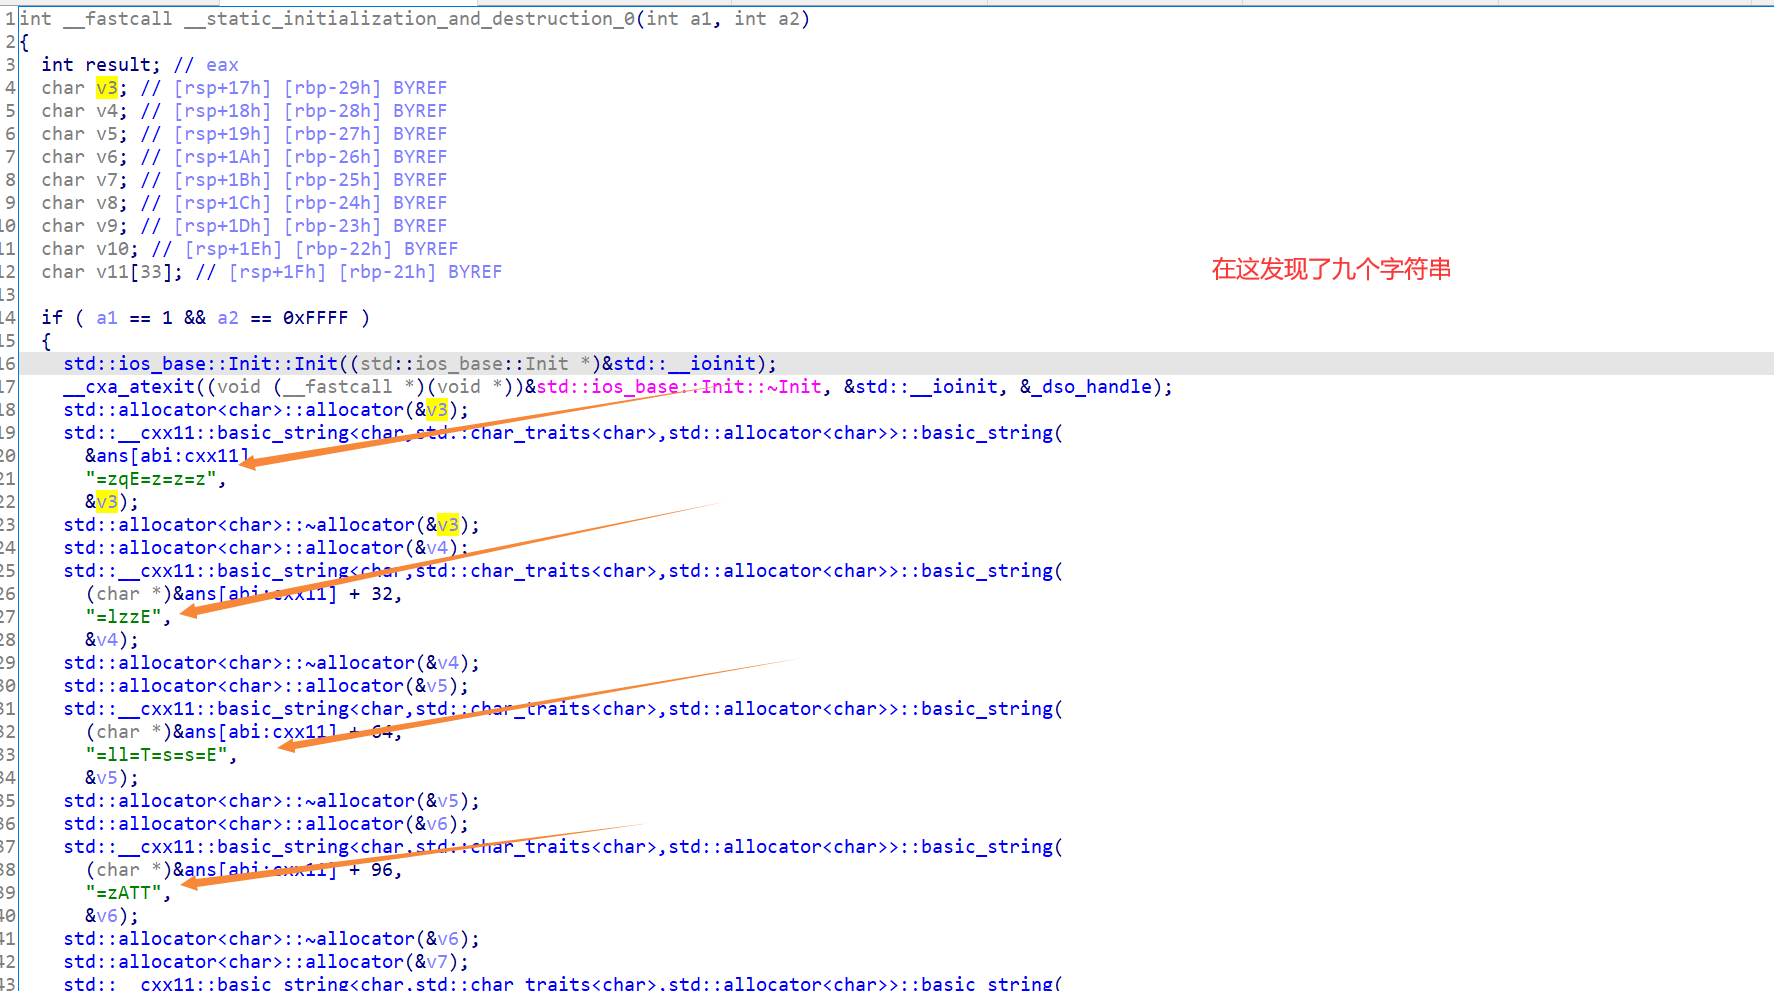 1 int __fastcall __static_initialization_and_destruction_0(int a1, int a2)
2 {
3 int result; // eax
4 char v3; // [rsp+17h] [rbp-29h] BYREF
5 char v4; // [rsp+18h] [rbp-28h] BYREF
6 char v5; // [rsp+19h] [rbp-27h] BYREF
7 char v6; // [rsp+1Ah] [rbp-26h] BYREF
8 char v7; // [rsp+1Bh] [rbp-25h] BYREF
9 char v8; // [rsp+1Ch] [rbp-24h] BYREF
10 char v9; // [rsp+1Dh] [rbp-23h] BYREF
11 char v10; // [rsp+1Eh] [rbp-22h] BYREF
在这发现了九个字符串
12 char v11[33]; // [rsp+1Fh] [rbp-21h] BYREF
13
14 if ( a1 == 1 && a2 == 0xFFFF )
15 {
16 std::ios_base::Init::Init((std::ios_base::Init *)&std::__ioinit);
17 __cxa_atexit((void (__fastcall *)(void *))&std::ios_base::Init::~Init, &std::__ioinit, &_dso_handle);
18 std::allocator<char>::allocator(&v3);
19 std::__cxx11::basic_string<char,std::char_traits<char>,std::allocator<char>>::basic_string(
20 &ans[abi:cxx11]
21 "=zqE=z=z=z",
22 &v3);
23 std::allocator<char>::~allocator(&v3);
24 std::allocator<char>::allocator(&v4);
25 std::__cxx11::basic_string<char,std::char_traits<char>,std::allocator<char>>::basic_string(
26 (char *)&ans[abi:cxx11] + 32,
27 "=lzzE",
28 &v4);
29 std::allocator<char>::~allocator(&v4);
30 std::allocator<char>::allocator(&v5);
31 std::__cxx11::basic_string<char,std::char_traits<char>,std::allocator<char>>::basic_string(
32 (char *)&ans[abi:cxx11] + 64,
33 "=ll=T=s=s=E",
34 &v5);
35 std::allocator<char>::~allocator(&v5);
36 std::allocator<char>::allocator(&v6);
37 std::__cxx11::basic_string<char,std::char_traits<char>,std::allocator<char>>::basic_string(
38 (char *)&ans[abi:cxx11] + 96,
39 "=zATT",
40 &v6);
41 std::allocator<char>::~allocator(&v6);
42 std::allocator<char>::allocator(&v7);
43 std::__cxx11::basic_string<char,std::char_traits<char>,std::allocator<char>>::basic_string(